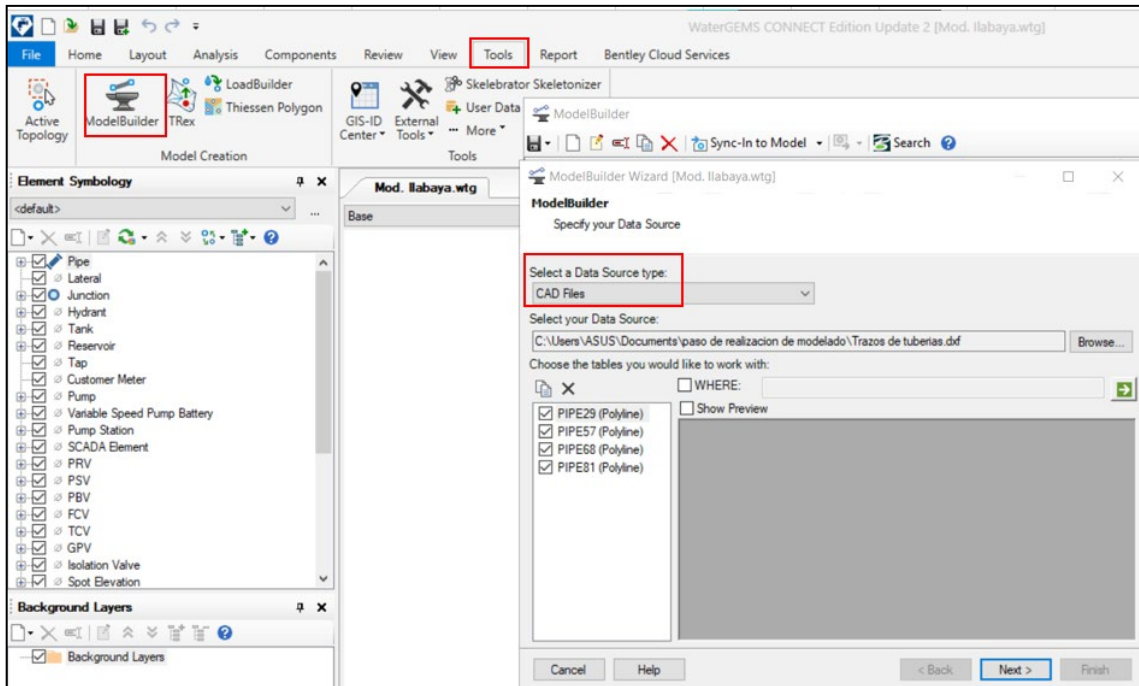 WaterGEMS CONNECT Edition Update 2 [Mod. Ilabaya.wtg]
File Home Layout Analysis Components Review View Tools Report Bentley Cloud Services
Active Topology
ModelBuilder
TRex
LoadBuilder
Thiessen Polygon
Model Creation
GIS-ID Center
External Tools
Skelebrator Skeletonizer
User Data
More
Tools
Element Symbology
<default>
...
Pipe
Lateral
Junction
Hydrant
Tank
Reservoir
Tap
Customer Meter
Pump
Variable Speed Pump Battery
Pump Station
SCADA Element
PRV
PSV
PBV
FCV
TCV
GPV
Isolation Valve
Spot Elevation
Background Layers
Background Layers
Mod. Ilabaya.wtg
Base
ModelBuilder
Sync-In to Model
Search
ModelBuilder Wizard [Mod. Ilabaya.wtg]
ModelBuilder
Specify your Data Source
Select a Data Source type:
CAD Files
Select your Data Source:
C:\Users\ASUS\Documents\paso de realizacion de modelado\Trazos de tuberias.dxf
Browse...
Choose the tables you would like to work with:
WHERE:
Show Preview
PIPE29 (Polyline)
PIPE57 (Polyline)
PIPE68 (Polyline)
PIPE81 (Polyline)
Cancel Help < Back Next > Finish